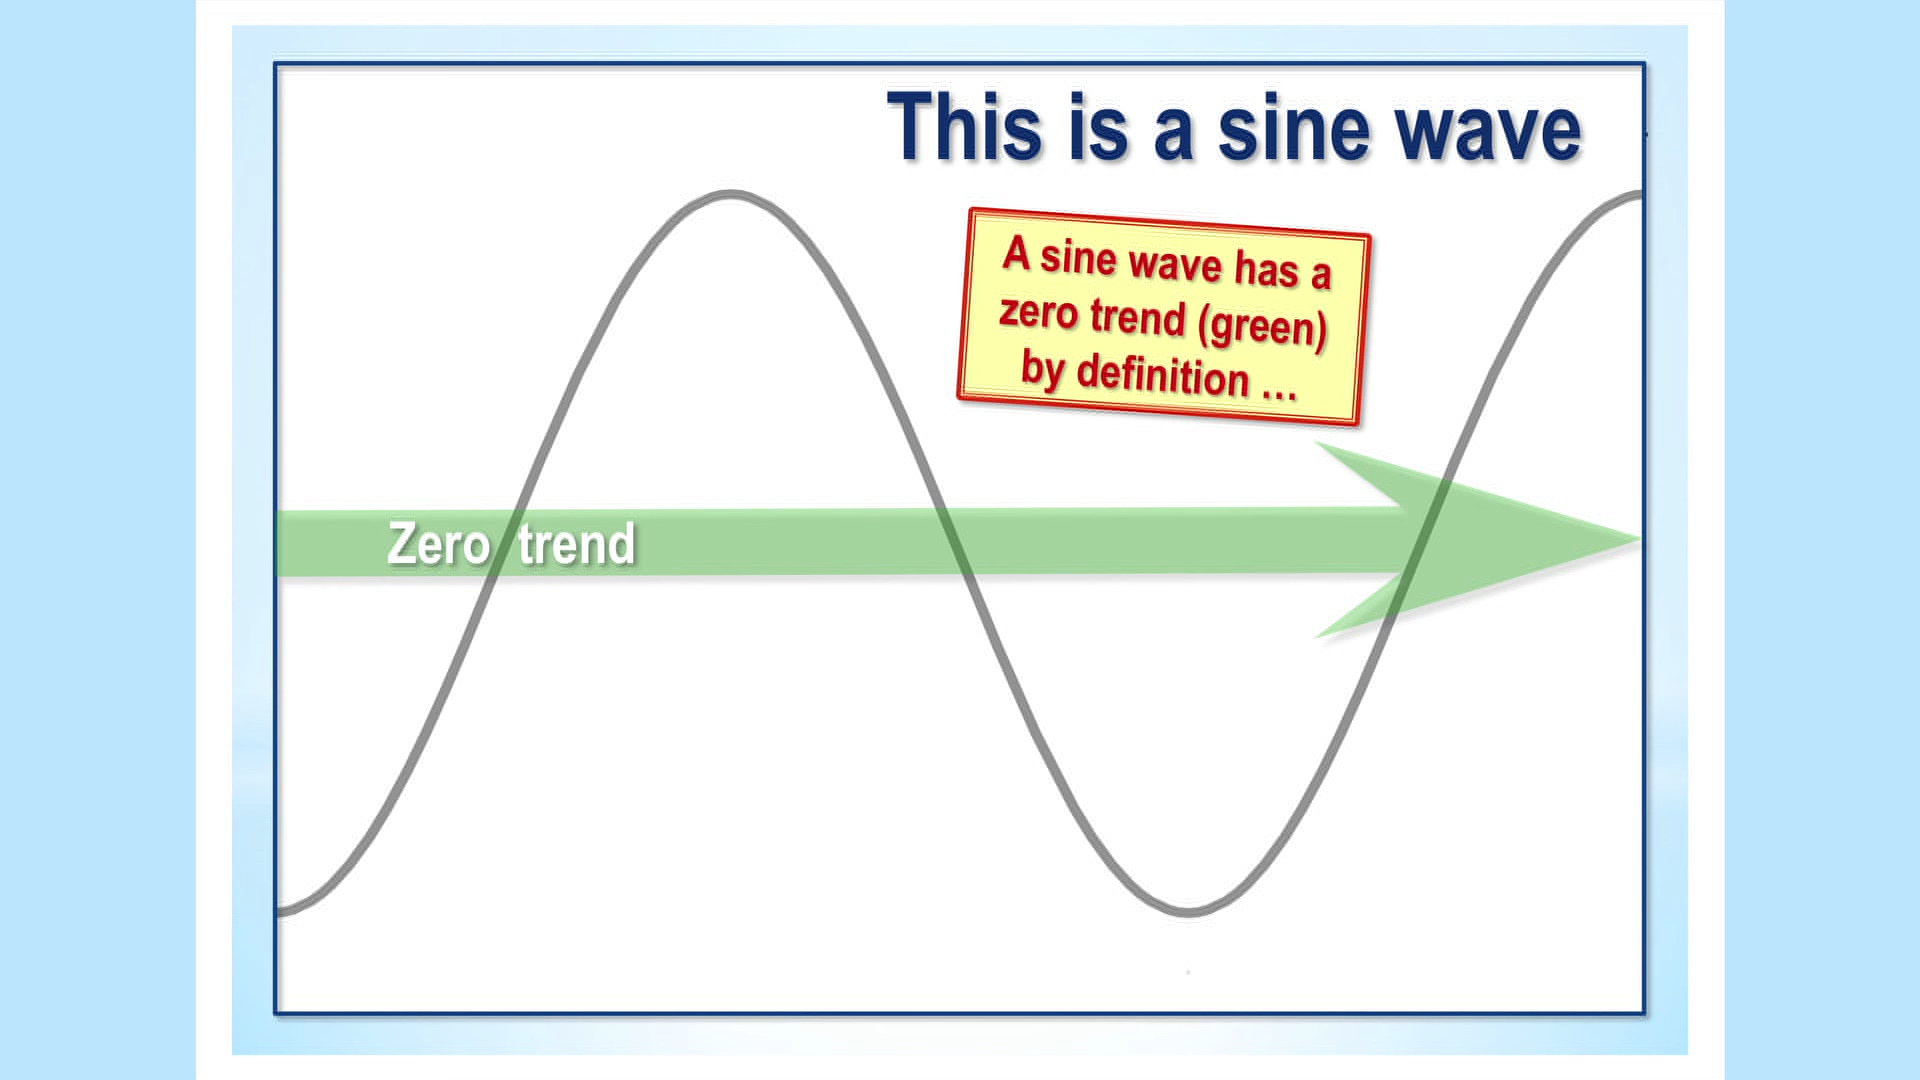 This is a sine wave
A sine wave has a
zero trend (green)
by definition …
Zero trend